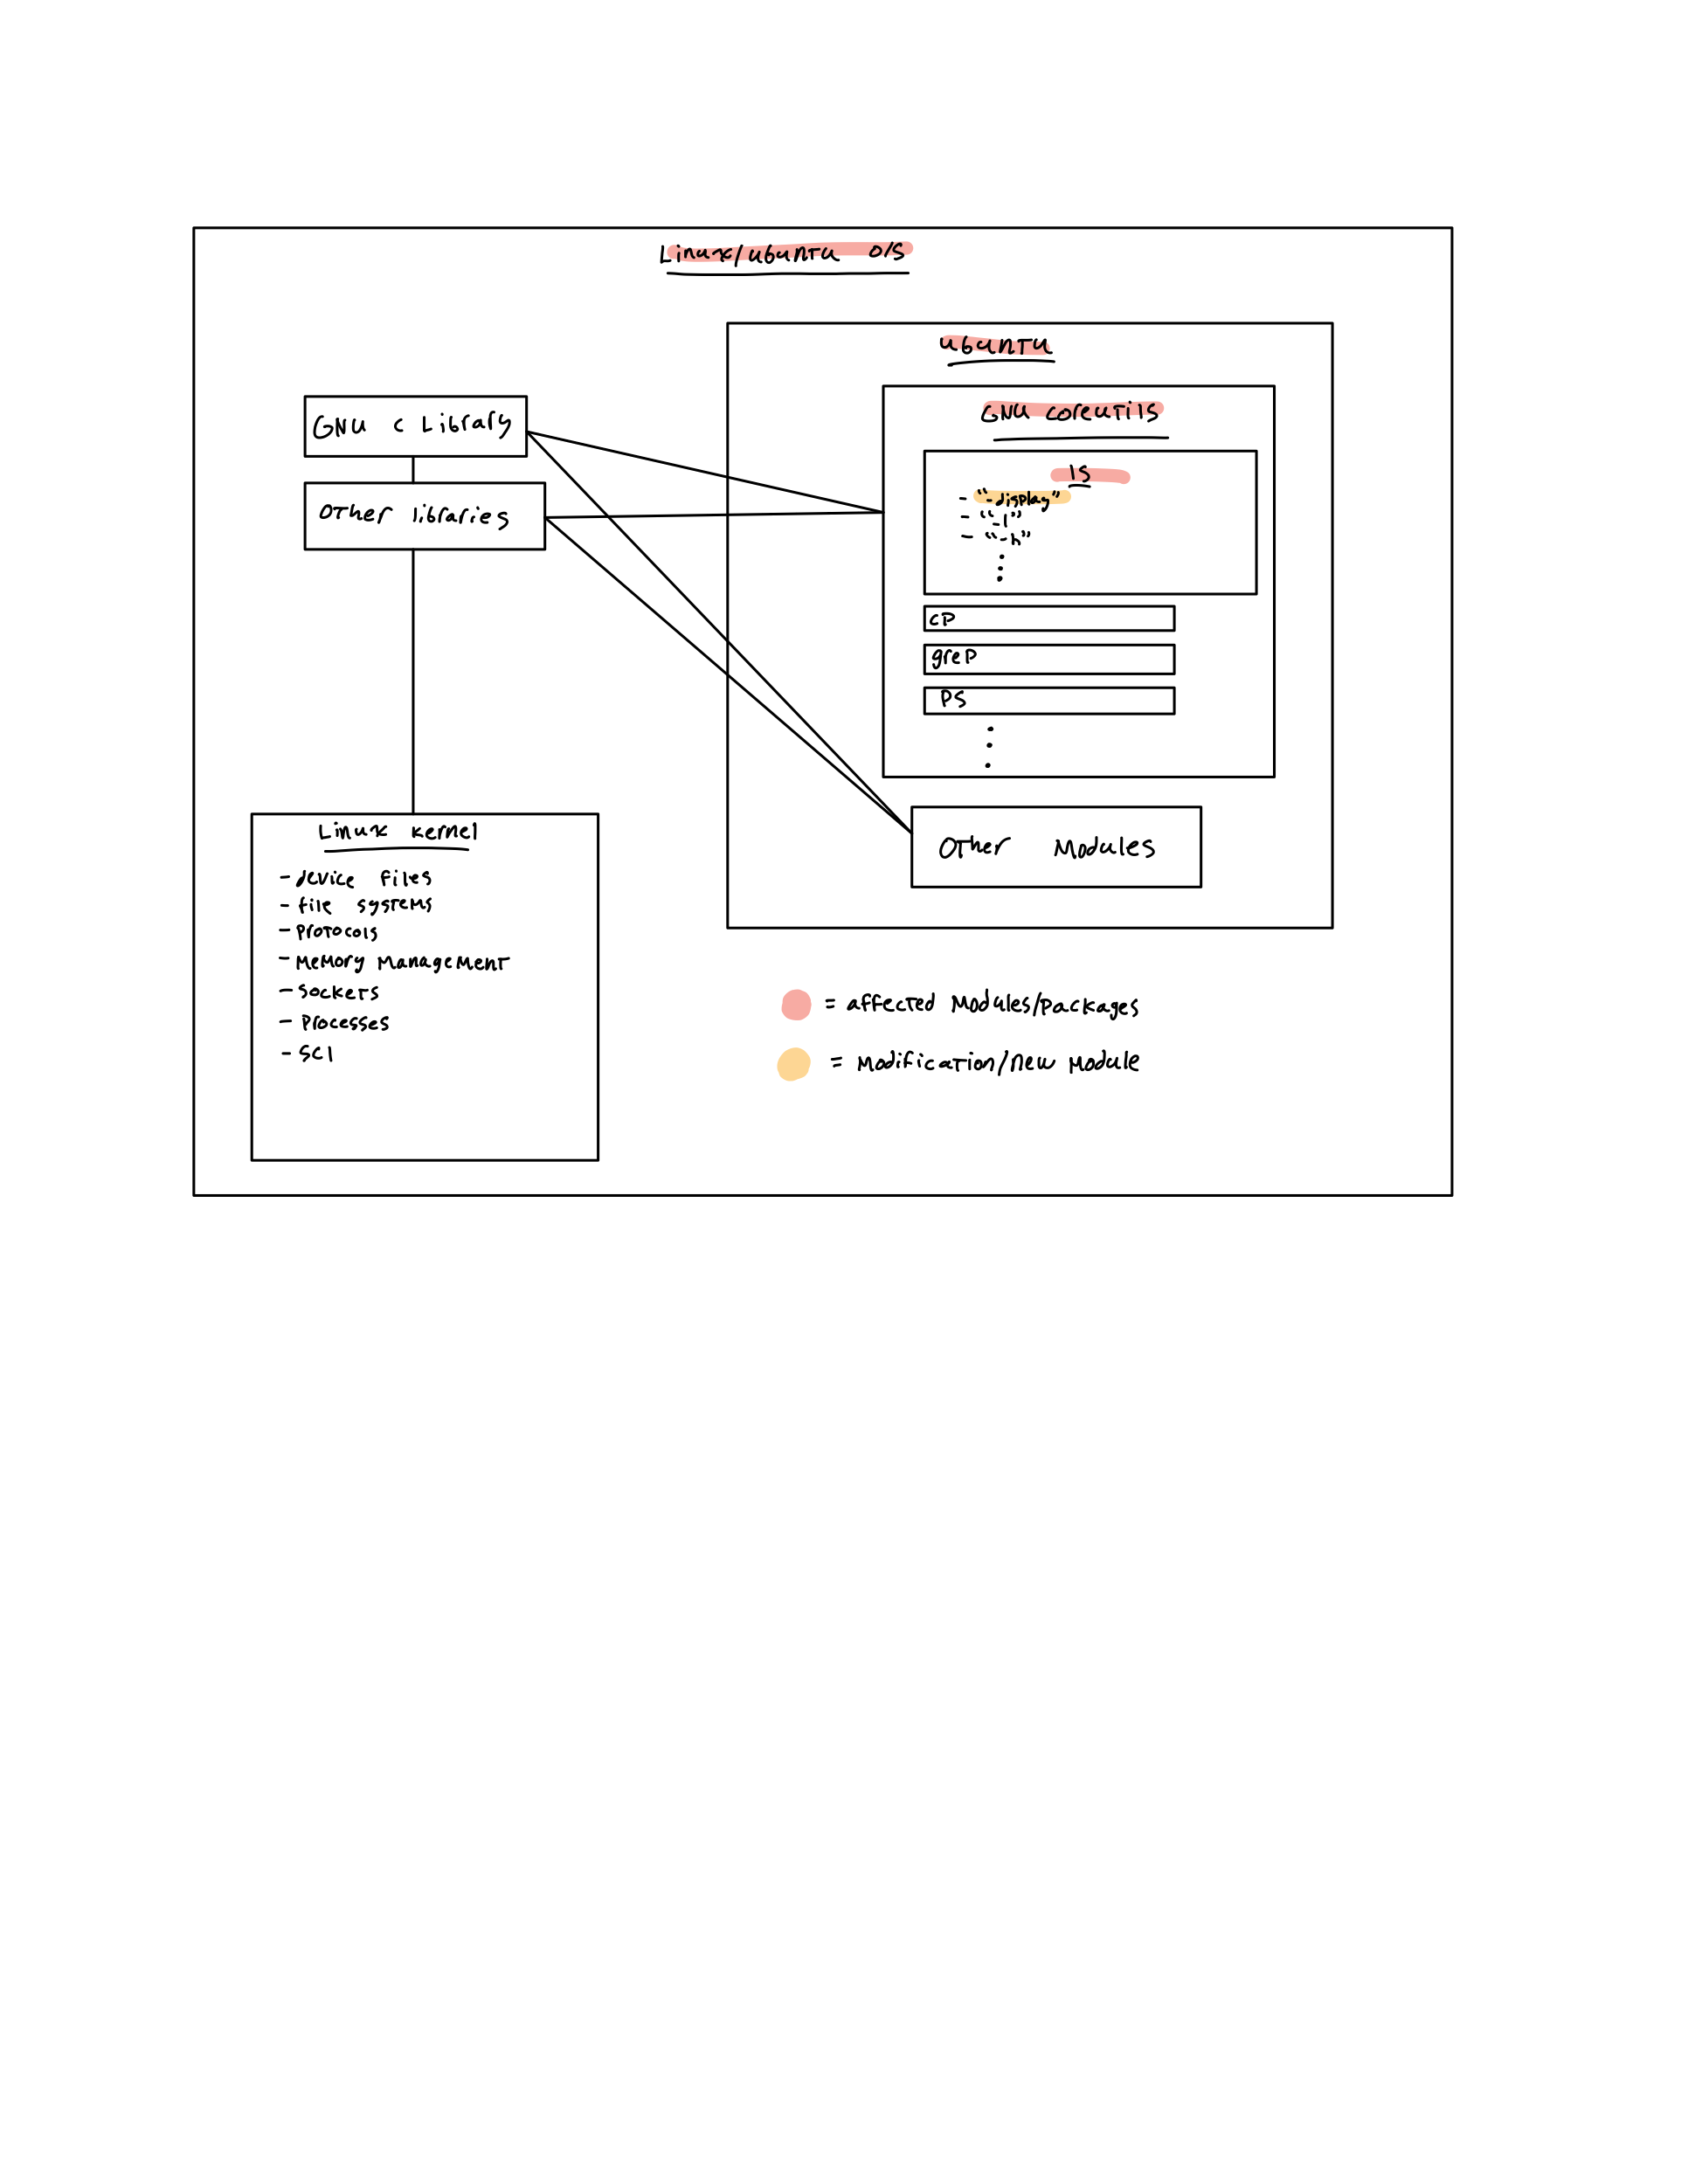 Linux/ubuntu O/S
ubuntu
GNU coreutils
ls
- "-display"
- "-l"
- "-h"
cp
grep
PS
Other Modules
GNU C Library
Other libraries
Linux kernel
- device files
- file systems
- Protocols
- Memory Management
- Sockets
- Processes
- SCI
= affected Modules/packages
= Modification/new Module